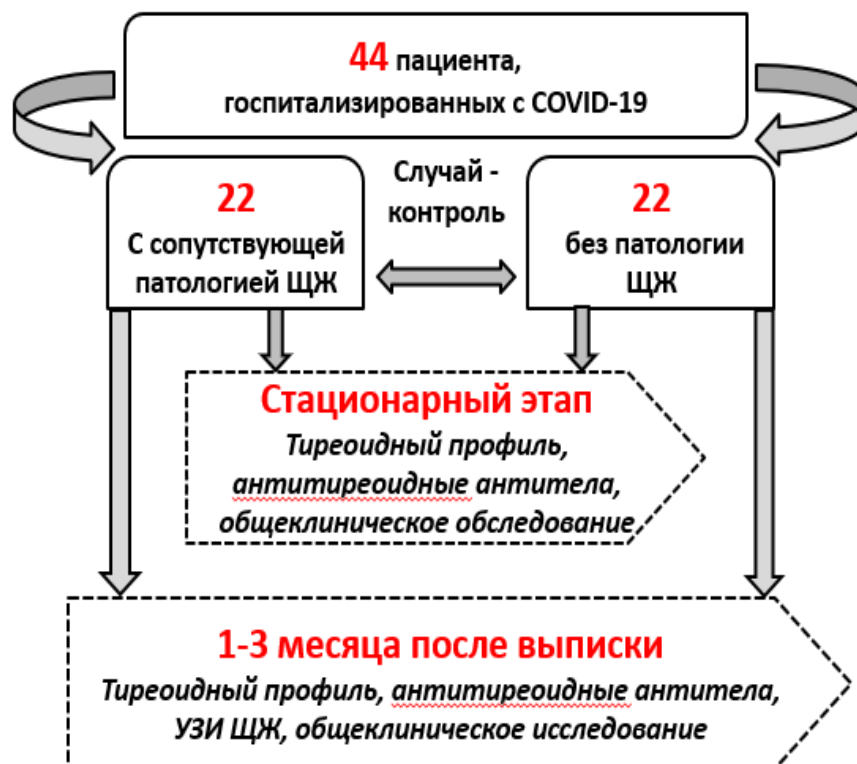 44 пациента,
госпитализированных с COVID-19
22
С сопутствующей
патологией ЩЖ
Случай -
контроль
22
без патологии
ЩЖ
Стационарный этап
Тиреоидный профиль,
антитиреоидные антитела,
общеклиническое обследование
1-3 месяца после выписки
Тиреоидный профиль, антитиреоидные антитела,
УЗИ ЩЖ, общеклиническое исследование